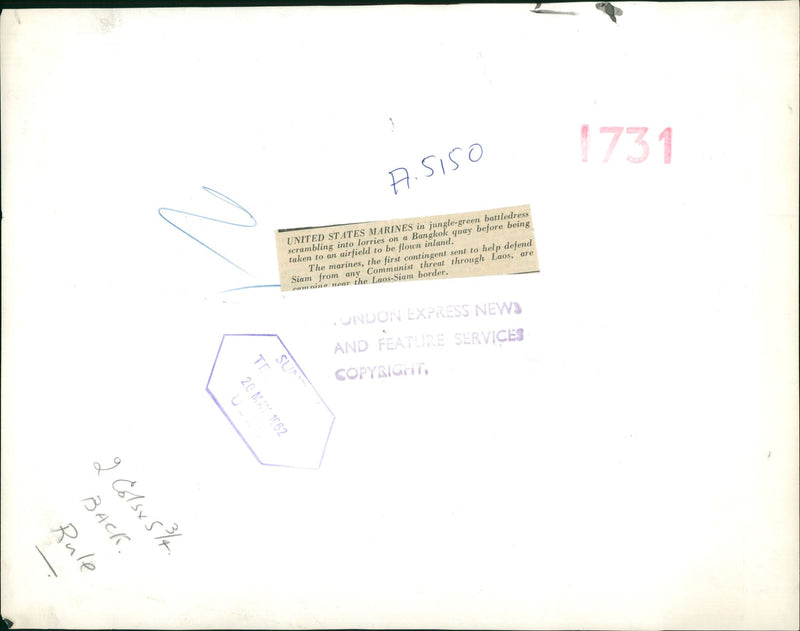 1731
A.5150
UNITED STATES MARINES in jungle-green battledress
scrambling into lorries on a Bangkok quay before being
taken to an airfield to be flown inland.
The marines, the first contingent sent to help defend
Siam from any Communist threat through Laos, are
camping near the Laos-Siam border.
LONDON EXPRESS NEWS
AND FEATURE SERVICES
COPYRIGHT.
20 MAY 1962
2 Cols x 5 3/4
BACK.
Rule